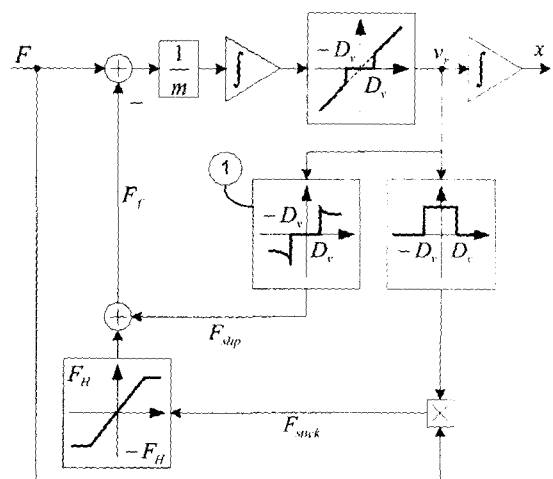 F
−
1
m
∫
− D_v
D_v
v_r
∫
x
F_f
1
− D_v
D_v
− D_v
D_v
F_slip
F_H
− F_H
F_stick